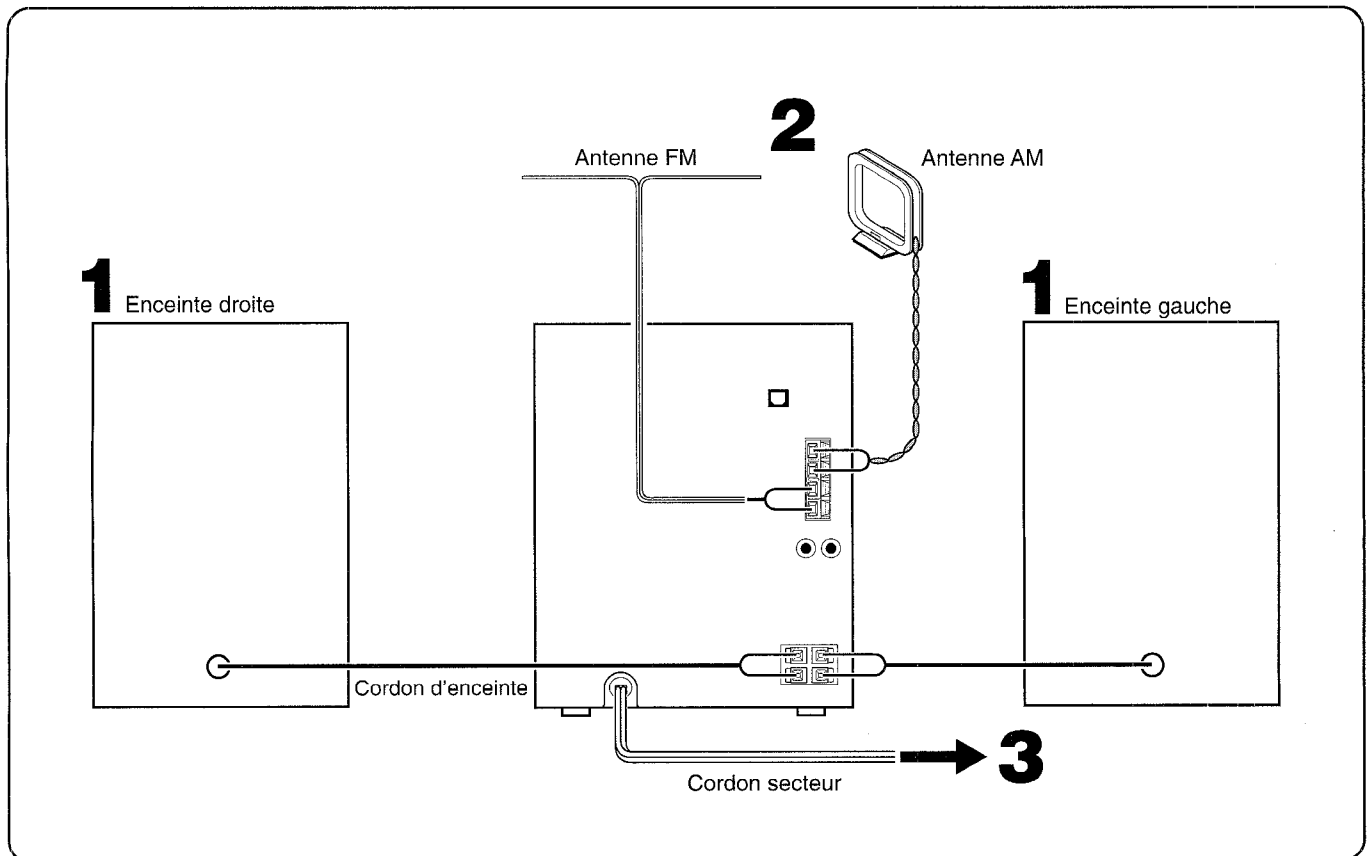 2
Antenne FM
Antenne AM
1 Enceinte droite
1 Enceinte gauche
Cordon d'enceinte
3
Cordon secteur